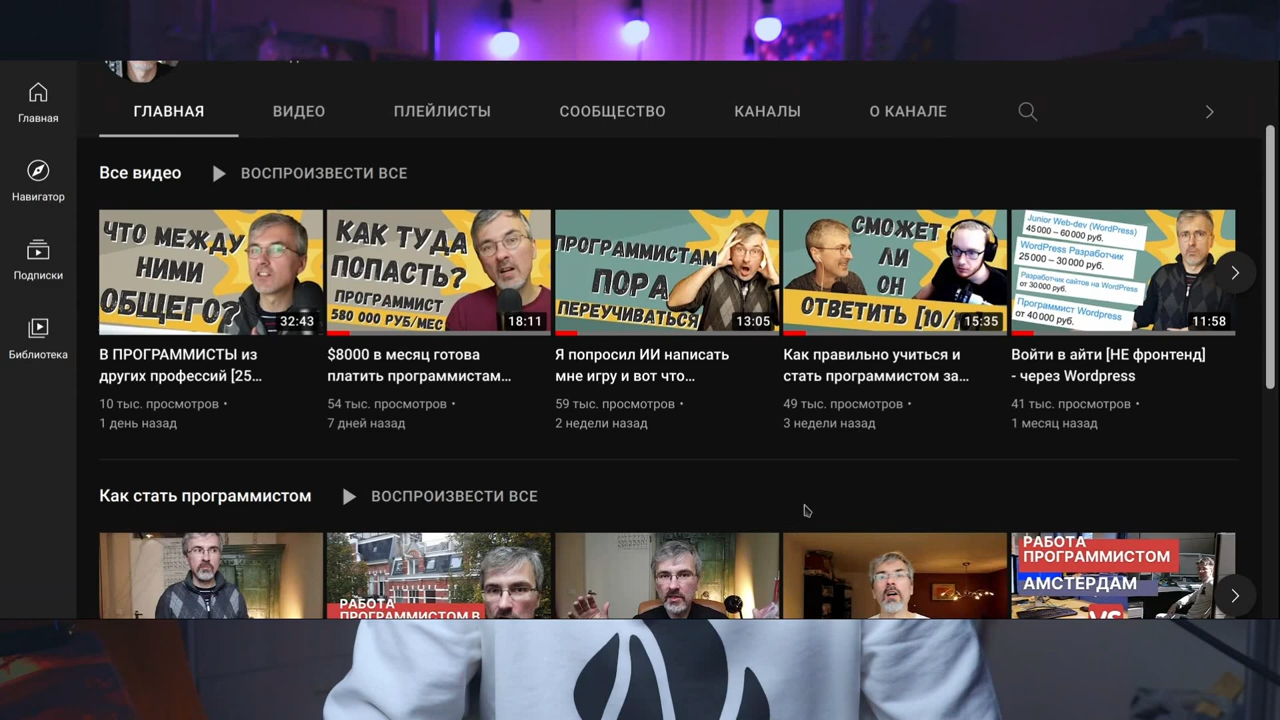 ГЛАВНАЯ
ВИДЕО
ПЛЕЙЛИСТЫ
СООБЩЕСТВО
КАНАЛЫ
О КАНАЛЕ
Главная
Навигатор
Подписки
Библиотека
Все видео
ВОСПРОИЗВЕСТИ ВСЕ
ЧТО МЕЖДУ
НИМИ
ОБЩЕГО?
32:43
КАК ТУДА
ПОПАСТЬ?
ПРОГРАММИСТ
580 000 РУБ/МЕС
18:11
ПРОГРАММИСТАМ
ПОРА
ПЕРЕУЧИВАТЬСЯ
13:05
СМОЖЕТ
ЛИ
ОН
ОТВЕТИТЬ [10/
15:35
Junior Web-dev (WordPress)
45 000 – 60 000 руб.
WordPress Разработчик
25 000 – 30 000 руб.
Разработчик сайтов на WordPress
от 30 000 руб.
Программист Wordpress
от 40 000 руб.
11:58
В ПРОГРАММИСТЫ из
других профессий [25...
10 тыс. просмотров •
1 день назад
$8000 в месяц готова
платить программистам...
54 тыс. просмотров •
7 дней назад
Я попросил ИИ написать
мне игру и вот что...
59 тыс. просмотров •
2 недели назад
Как правильно учиться и
стать программистом за...
49 тыс. просмотров •
3 недели назад
Войти в айти [НЕ фронтенд]
- через Wordpress
41 тыс. просмотров •
1 месяц назад
Как стать программистом
ВОСПРОИЗВЕСТИ ВСЕ
РАБОТА
ПРОГРАММИСТОМ В
РАБОТА
ПРОГРАММИСТОМ
АМСТЕРДАМ
VS